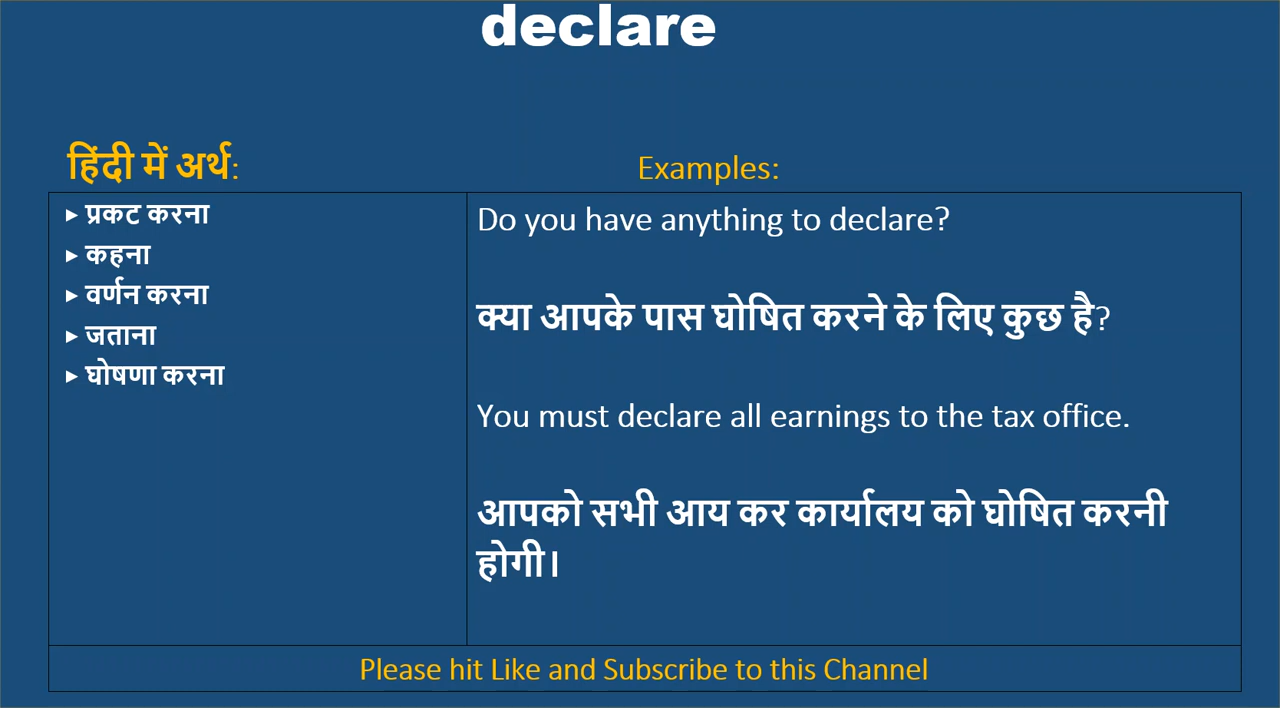 declare
हिंदी में अर्थ:
Examples:
▸ प्रकट करना
▸ कहना
▸ वर्णन करना
▸ जताना
▸ घोषणा करना
Do you have anything to declare?
क्या आपके पास घोषित करने के लिए कुछ है?
You must declare all earnings to the tax office.
आपको सभी आय कर कार्यालय को घोषित करनी
होगी।
Please hit Like and Subscribe to this Channel